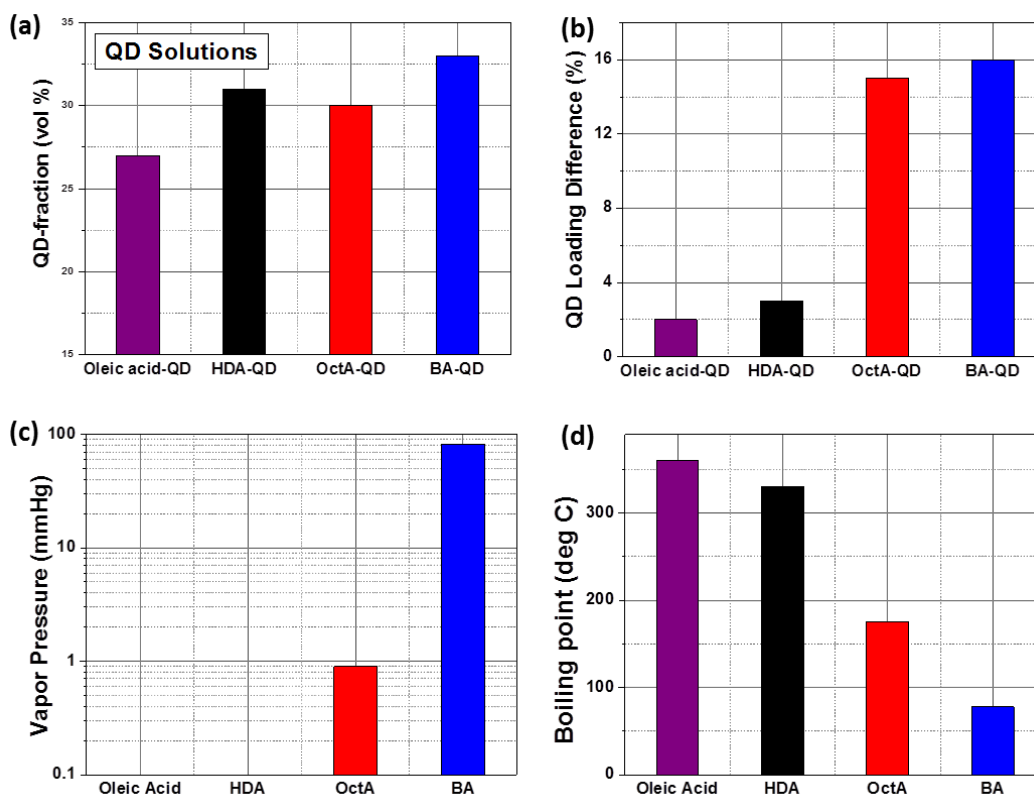 (a)
QD Solutions
QD-fraction (vol %)
35
30
25
20
15
Oleic acid-QD HDA-QD OctA-QD BA-QD
(b)
QD Loading Difference (%)
16
12
8
4
0
Oleic acid-QD HDA-QD OctA-QD BA-QD
(c)
Vapor Pressure (mmHg)
100
10
1
0.1
Oleic Acid HDA OctA BA
(d)
Boiling point (deg C)
300
200
100
0
Oleic Acid HDA OctA BA